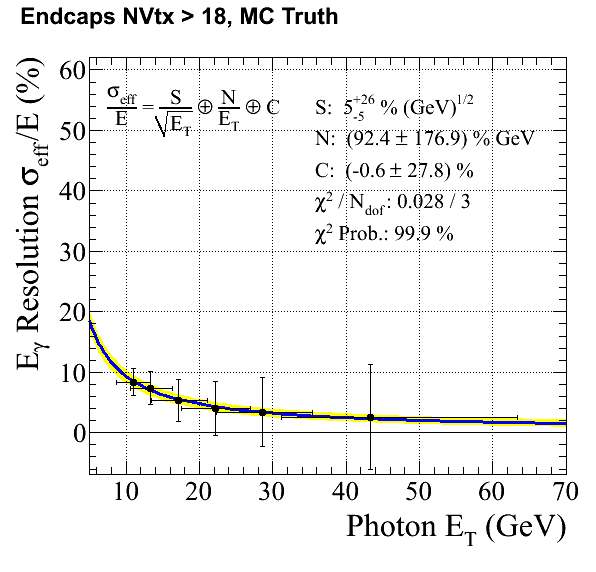 Endcaps NVtx > 18, MC Truth
E_γ Resolution σ_eff/E (%)
60
50
40
30
20
10
0
σ_eff/E = S/√E_T ⊕ N/E_T ⊕ C
S: 5^{+26}_{-5} % (GeV)^{1/2}
N: (92.4 ± 176.9) % GeV
C: (-0.6 ± 27.8) %
χ² / N_dof: 0.028 / 3
χ² Prob.: 99.9 %
10 20 30 40 50 60 70
Photon E_T (GeV)